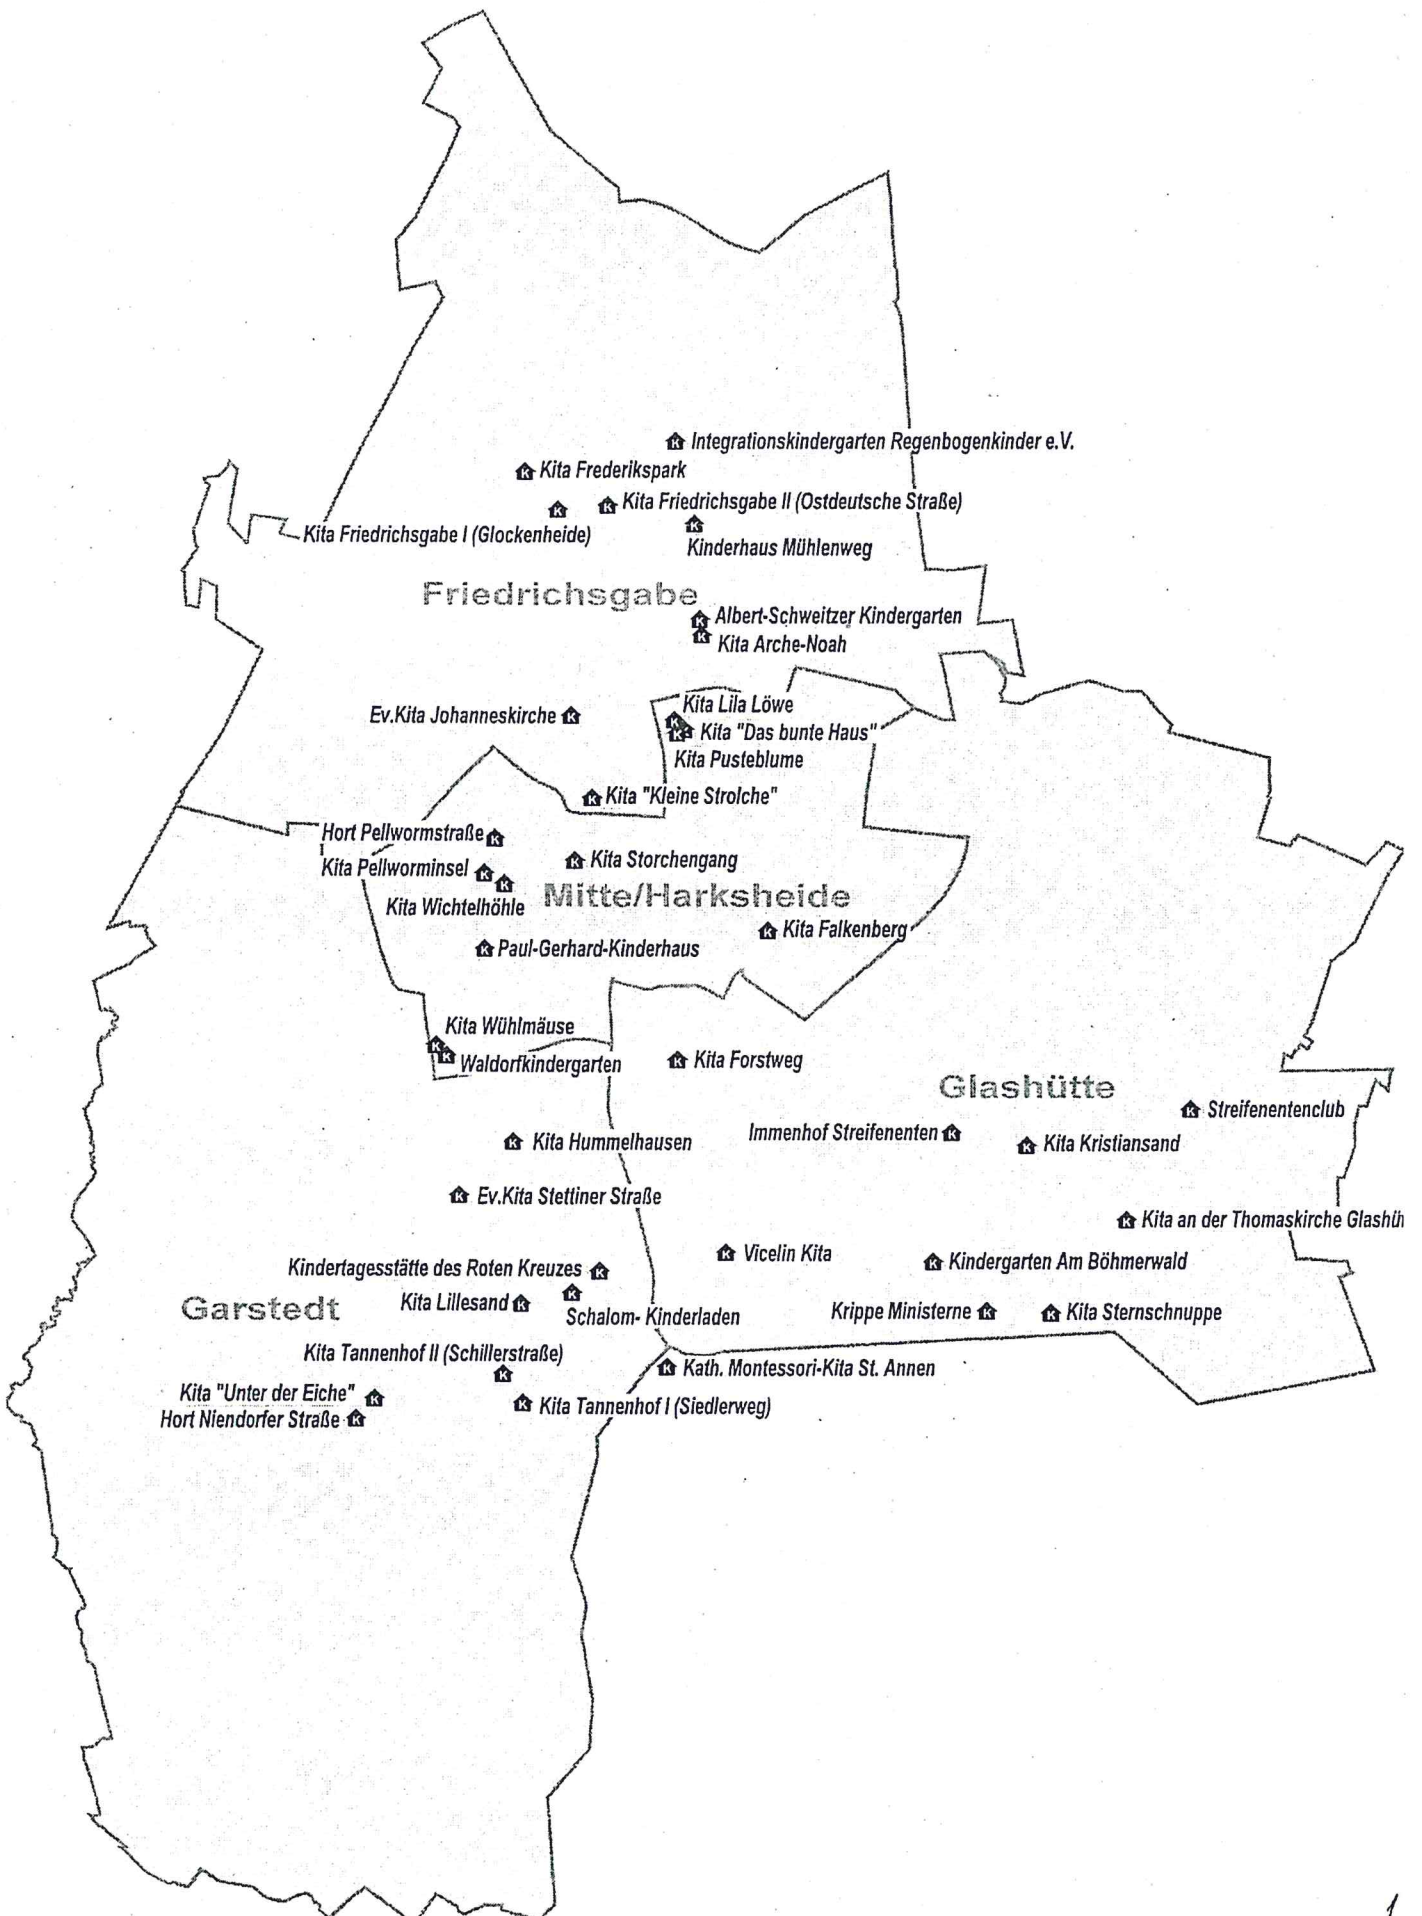 Integrationskindergarten Regenbogenkinder e.V.
Kita Frederikspark
Kita Friedrichsgabe II (Ostdeutsche Straße)
Kita Friedrichsgabe I (Glockenheide)
Kinderhaus Mühlenweg
Friedrichsgabe
Albert-Schweitzer Kindergarten
Kita Arche-Noah
Kita Lila Löwe
Ev.Kita Johanneskirche
Kita "Das bunte Haus"
Kita Pusteblume
Kita "Kleine Strolche"
Hort Pellwormstraße
Kita Storchengang
Kita Pellworminsel
Mitte/Harksheide
Kita Wichtelhöhle
Kita Falkenberg
Paul-Gerhard-Kinderhaus
Kita Wühlmäuse
Waldorfkindergarten
Kita Forstweg
Glashütte
Streifenentenclub
Immenhof Streifenenten
Kita Hummelhausen
Kita Kristiansand
Ev.Kita Stettiner Straße
Kita an der Thomaskirche Glashü
Vicelin Kita
Kindergarten Am Böhmerwald
Kindertagesstätte des Roten Kreuzes
Kita Lillesand
Garstedt
Schalom- Kinderladen
Krippe Ministerne
Kita Sternschnuppe
Kita Tannenhof II (Schillerstraße)
Kath. Montessori-Kita St. Annen
Kita "Unter der Eiche"
Kita Tannenhof I (Siedlerweg)
Hort Niendorfer Straße